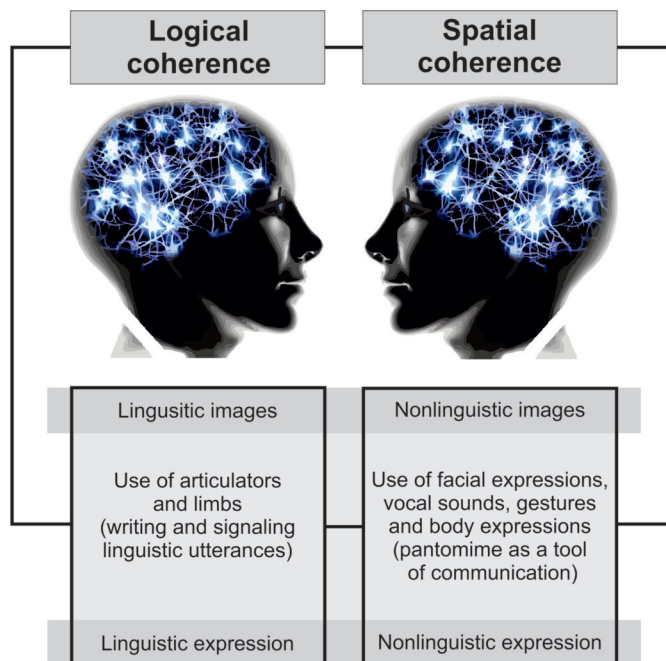 Logical
coherence
Spatial
coherence
Lingusitic images
Nonlinguistic images
Use of articulators
and limbs
(writing and signaling
linguistic utterances)
Use of facial expressions,
vocal sounds, gestures
and body expressions
(pantomime as a tool
of communication)
Linguistic expression
Nonlinguistic expression